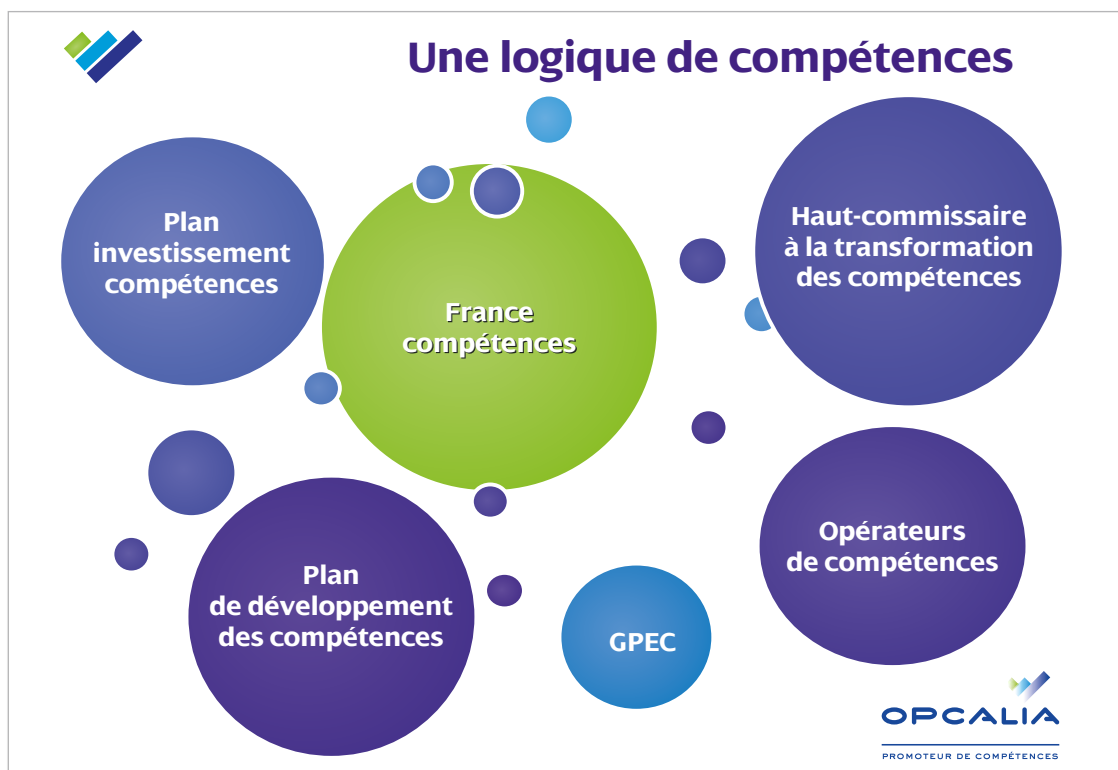 Une logique de compétences
Plan
investissement
compétences
France
compétences
Haut-commissaire
à la transformation
des compétences
Plan
de développement
des compétences
GPEC
Opérateurs
de compétences
OPCALIA
PROMOTEUR DE COMPÉTENCES